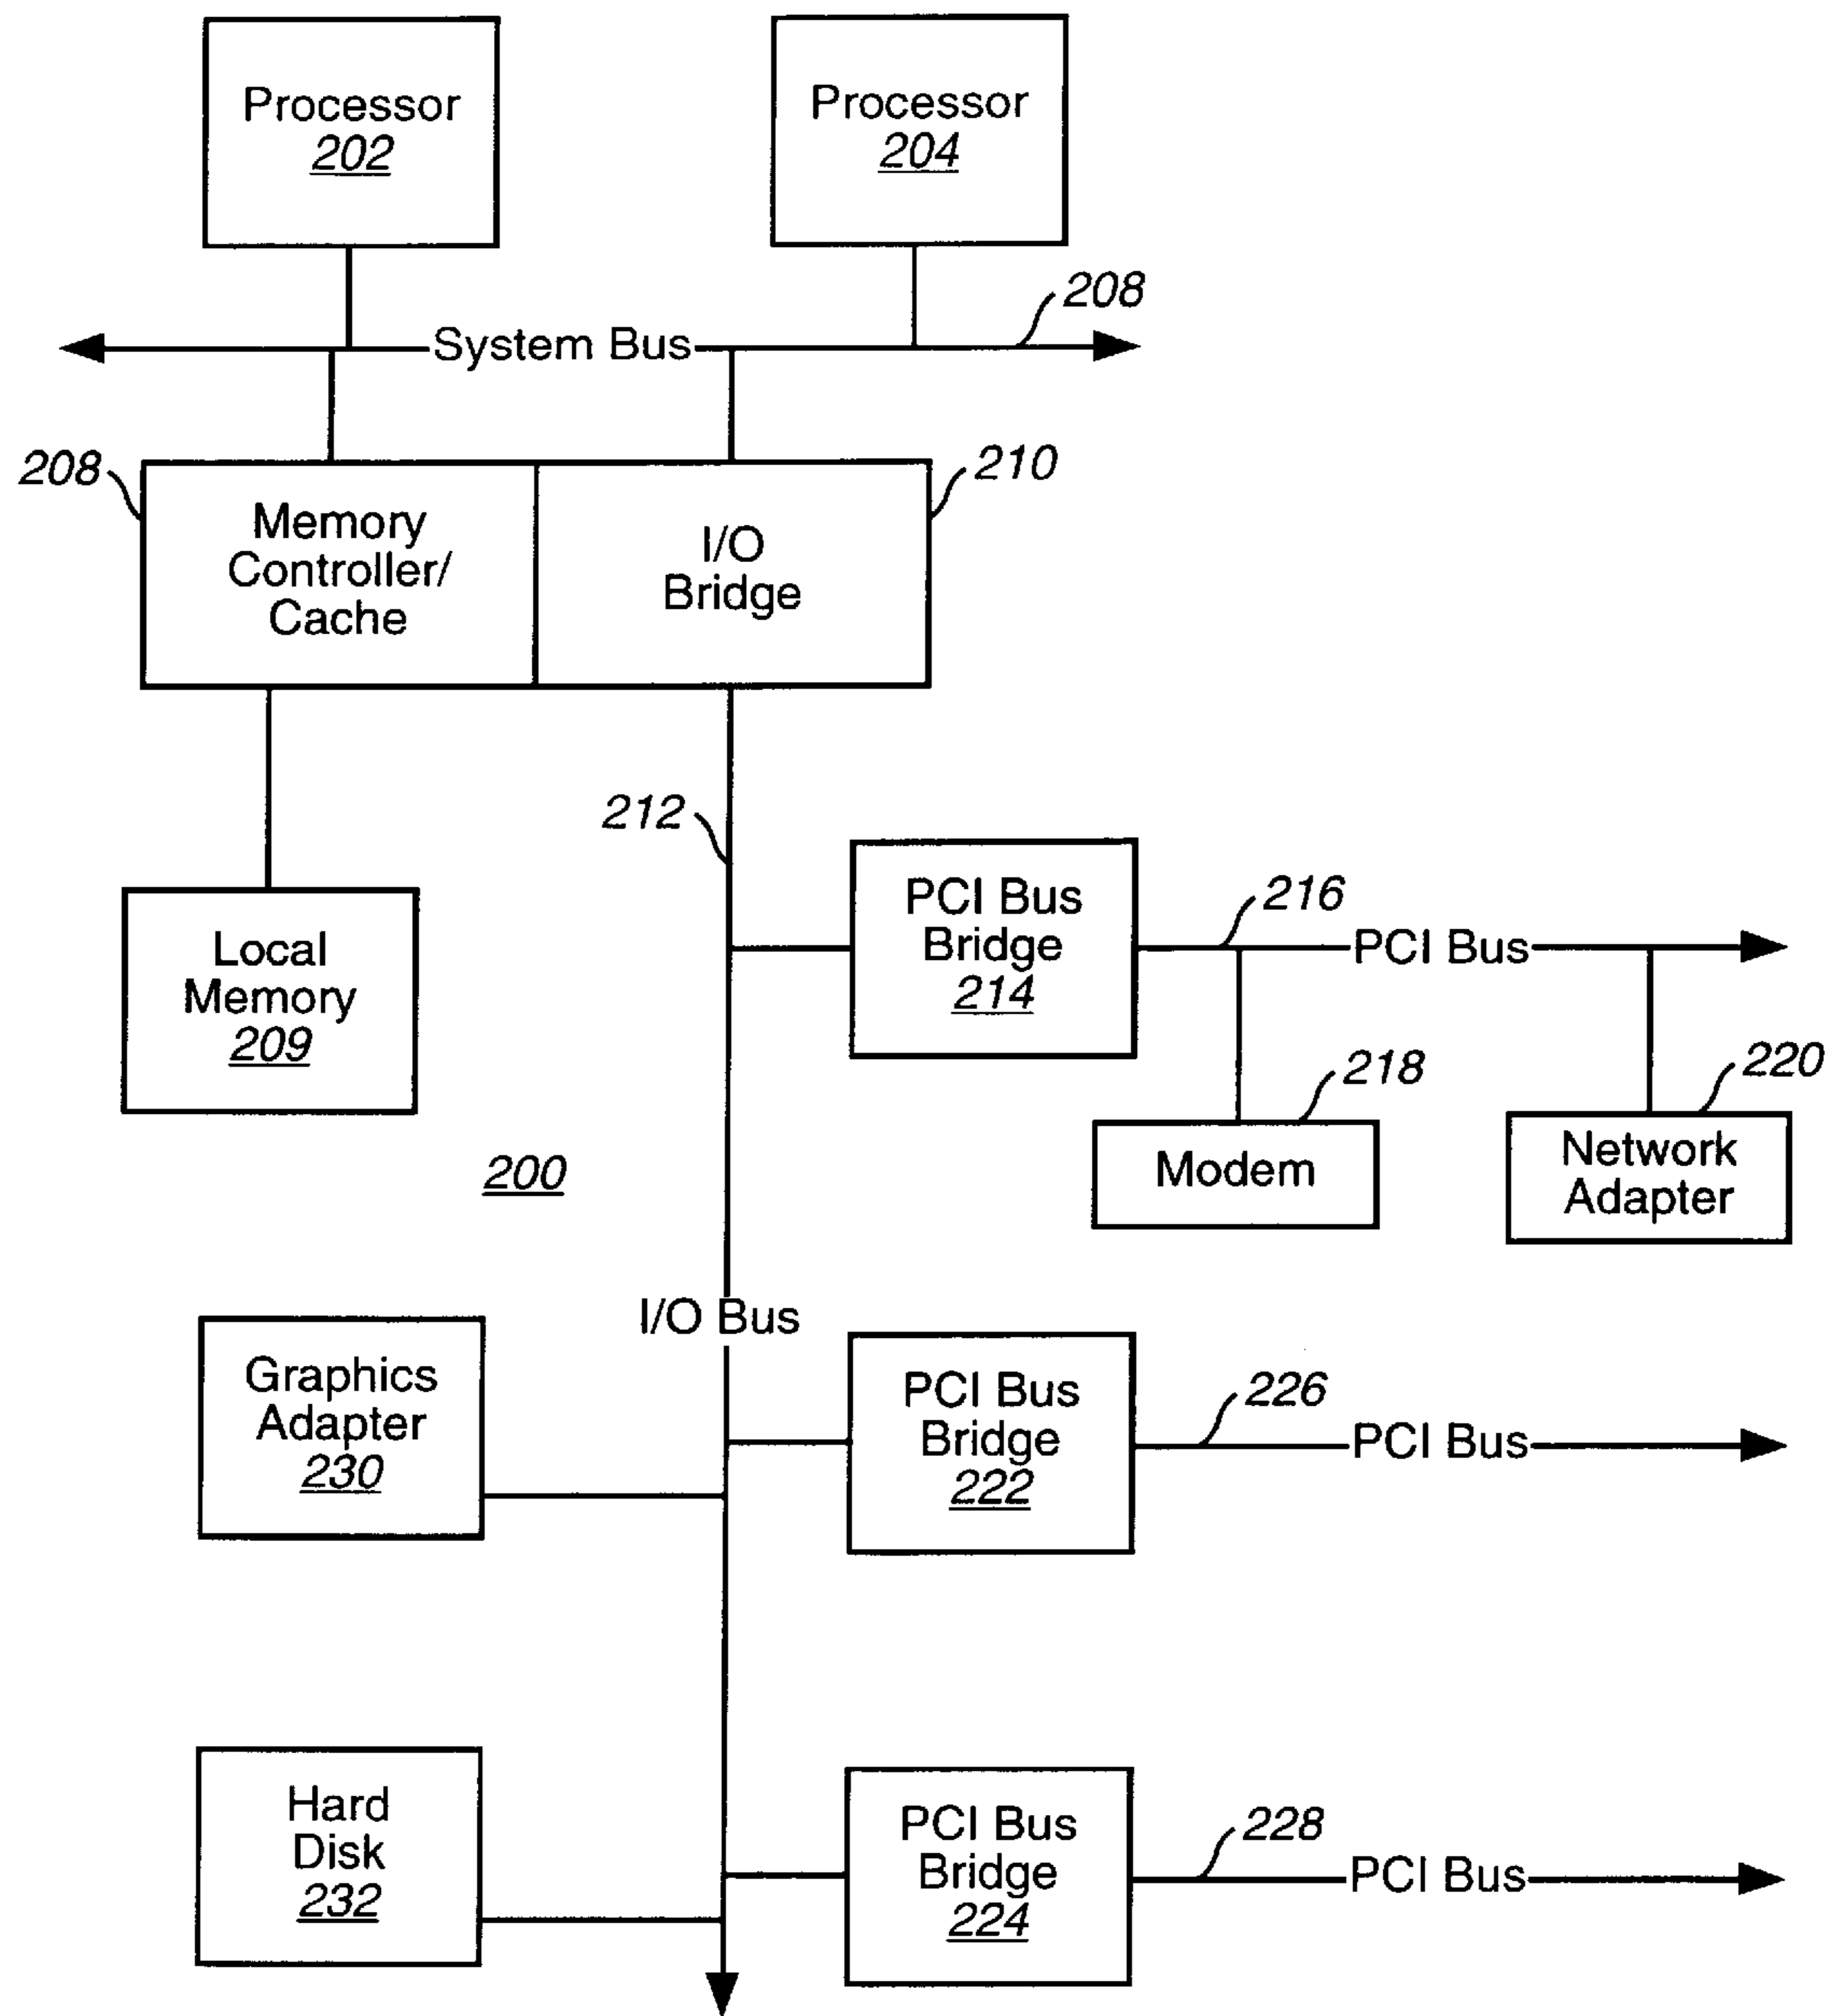 Processor
202
Processor
204
208
System Bus
208
210
Memory
Controller/
Cache
I/O
Bridge
212
PCI Bus
Bridge
214
216
PCI Bus
Local
Memory
209
218
220
Modem
Network
Adapter
200
I/O Bus
Graphics
Adapter
230
PCI Bus
Bridge
222
226
PCI Bus
Hard
Disk
232
PCI Bus
Bridge
224
228
PCI Bus